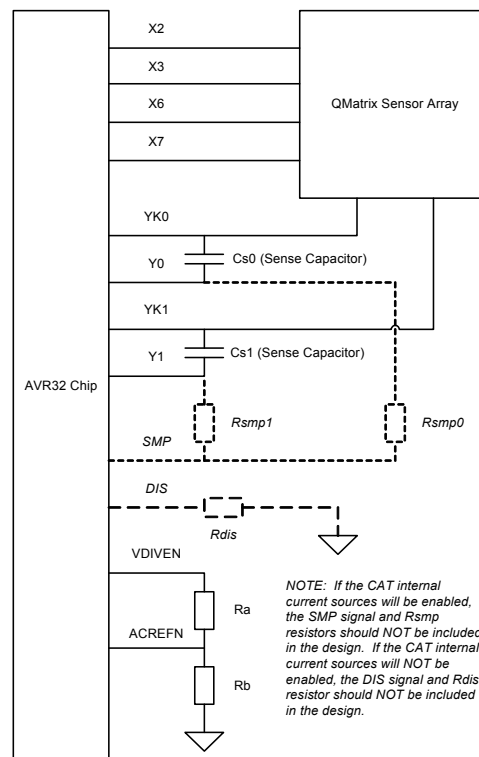 X2
X3
QMatrix Sensor Array
X6
X7
YK0
Y0
Cs0 (Sense Capacitor)
YK1
Y1
Cs1 (Sense Capacitor)
AVR32 Chip
Rsmp1
Rsmp0
SMP
DIS
Rdis
VDIVEN
NOTE: If the CAT internal
current sources will be enabled,
the SMP signal and Rsmp
resistors should NOT be included
in the design. If the CAT internal
current sources will NOT be
enabled, the DIS signal and Rdis
resistor should NOT be included
in the design.
Ra
ACREFN
Rb